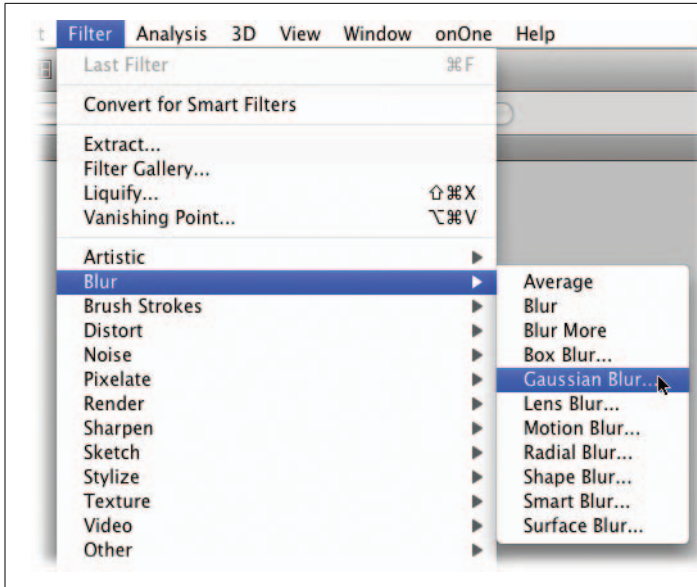 t Filter Analysis 3D View Window onOne Help
Last Filter ⌘F
Convert for Smart Filters
Extract...
Filter Gallery...
Liquify... ⇧⌘X
Vanishing Point... ⌥⌘V
Artistic
Blur
Brush Strokes
Distort
Noise
Pixelate
Render
Sharpen
Sketch
Stylize
Texture
Video
Other
Average
Blur
Blur More
Box Blur...
Gaussian Blur...
Lens Blur...
Motion Blur...
Radial Blur...
Shape Blur...
Smart Blur...
Surface Blur...